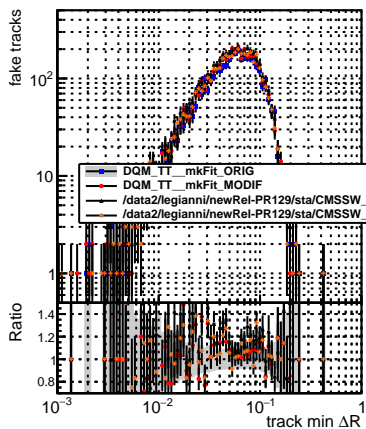 fake tracks
10²
10
1
DQM_TT__mkFit_ORIG
DQM_TT__mkFit_MODIF
/data2/legianni/newRel-PR129/sta/CMSSW_
/data2/legianni/newRel-PR129/sta/CMSSW_
Ratio
1.4
1.2
1
0.8
10⁻³ 10⁻² 10⁻¹ 1
track min ΔR